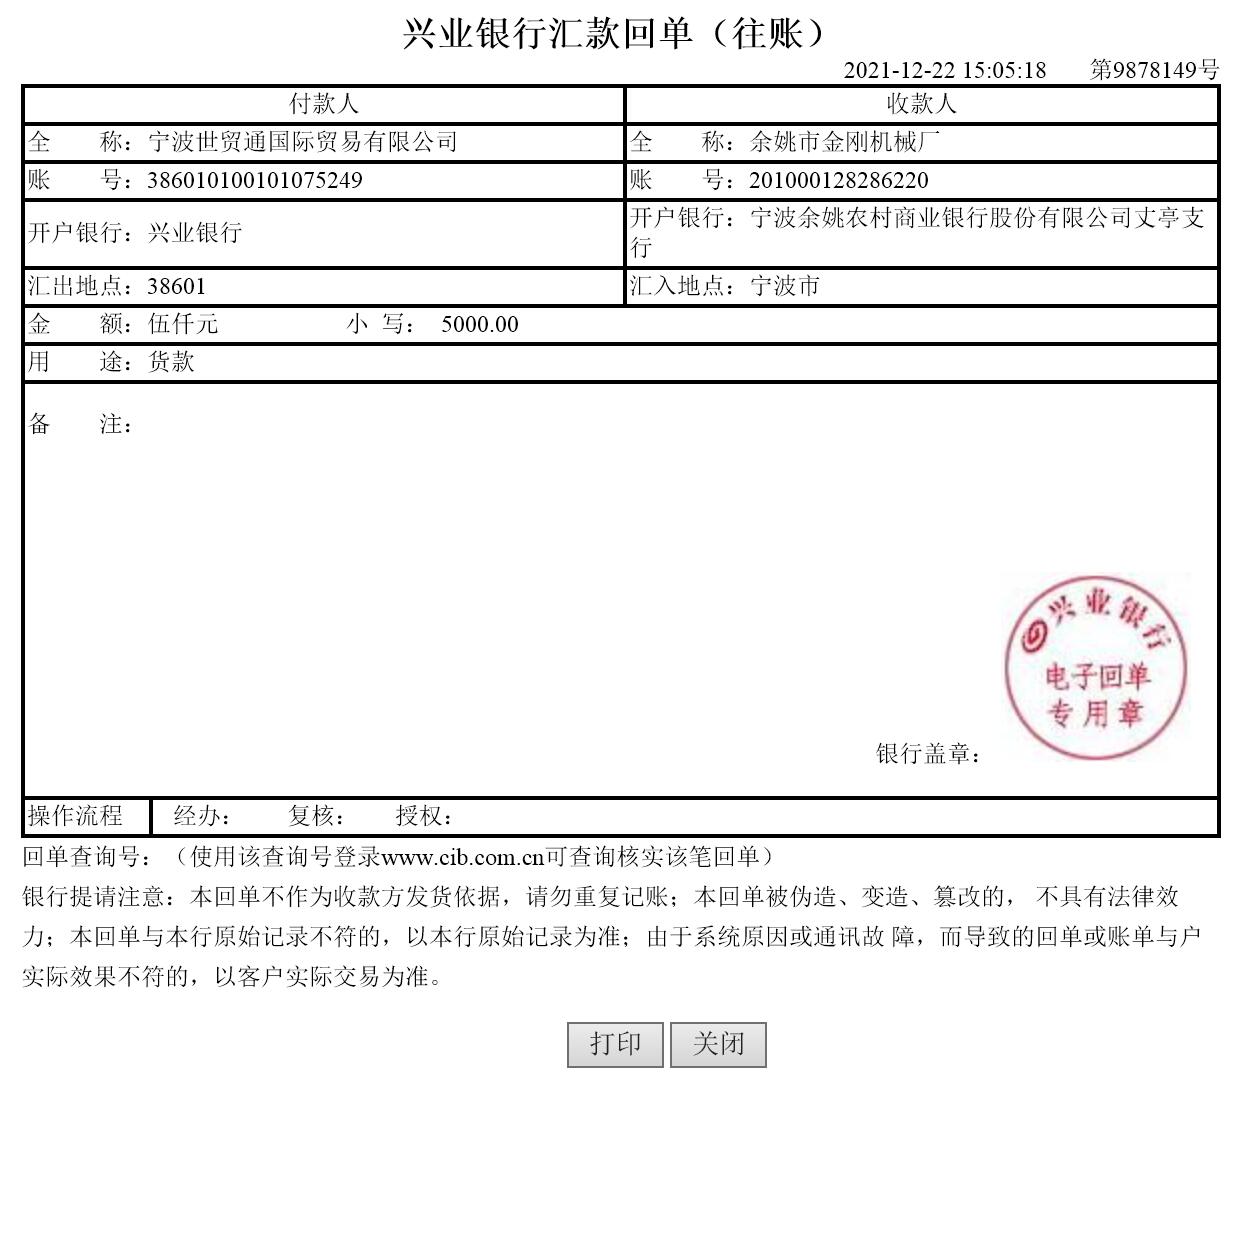 兴业银行汇款回单（往账）
2021-12-22 15:05:18 第9878149号
付款人 收款人
全 称：宁波世贸通国际贸易有限公司 全 称：余姚市金刚机械厂
账 号：386010100101075249 账 号：201000128286220
开户银行：兴业银行 开户银行：宁波余姚农村商业银行股份有限公司丈亭支
行
汇出地点：38601 汇入地点：宁波市
金 额：伍仟元 小 写： 5000.00
用 途：货款
备 注：
兴业银行
电子回单
专用章
银行盖章：
操作流程 经办： 复核： 授权：
回单查询号：（使用该查询号登录www.cib.com.cn可查询核实该笔回单）
银行提请注意：本回单不作为收款方发货依据，请勿重复记账；本回单被伪造、变造、篡改的， 不具有法律效
力；本回单与本行原始记录不符的，以本行原始记录为准；由于系统原因或通讯故 障，而导致的回单或账单与户
实际效果不符的，以客户实际交易为准。
打印 关闭